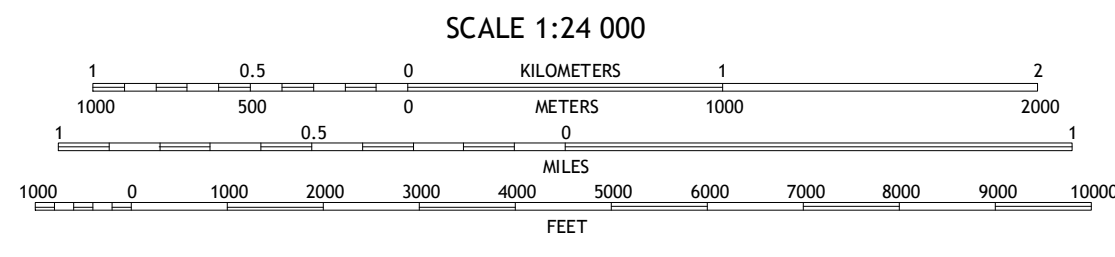 SCALE 1:24 000
1 0.5 0 KILOMETERS 1 2
1000 500 0 METERS 1000 2000
1 0.5 0 1
MILES
1000 0 1000 2000 3000 4000 5000 6000 7000 8000 9000 10000
FEET